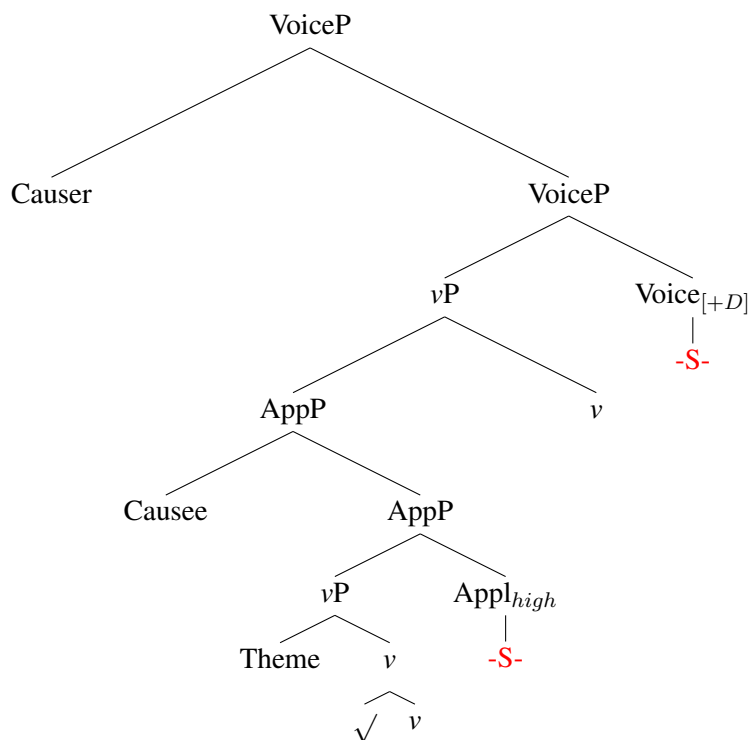 VoiceP
Causer VoiceP
vP Voice[+D]
-S-
AppP v
Causee AppP
vP Applhigh
Theme v -S-
√ v